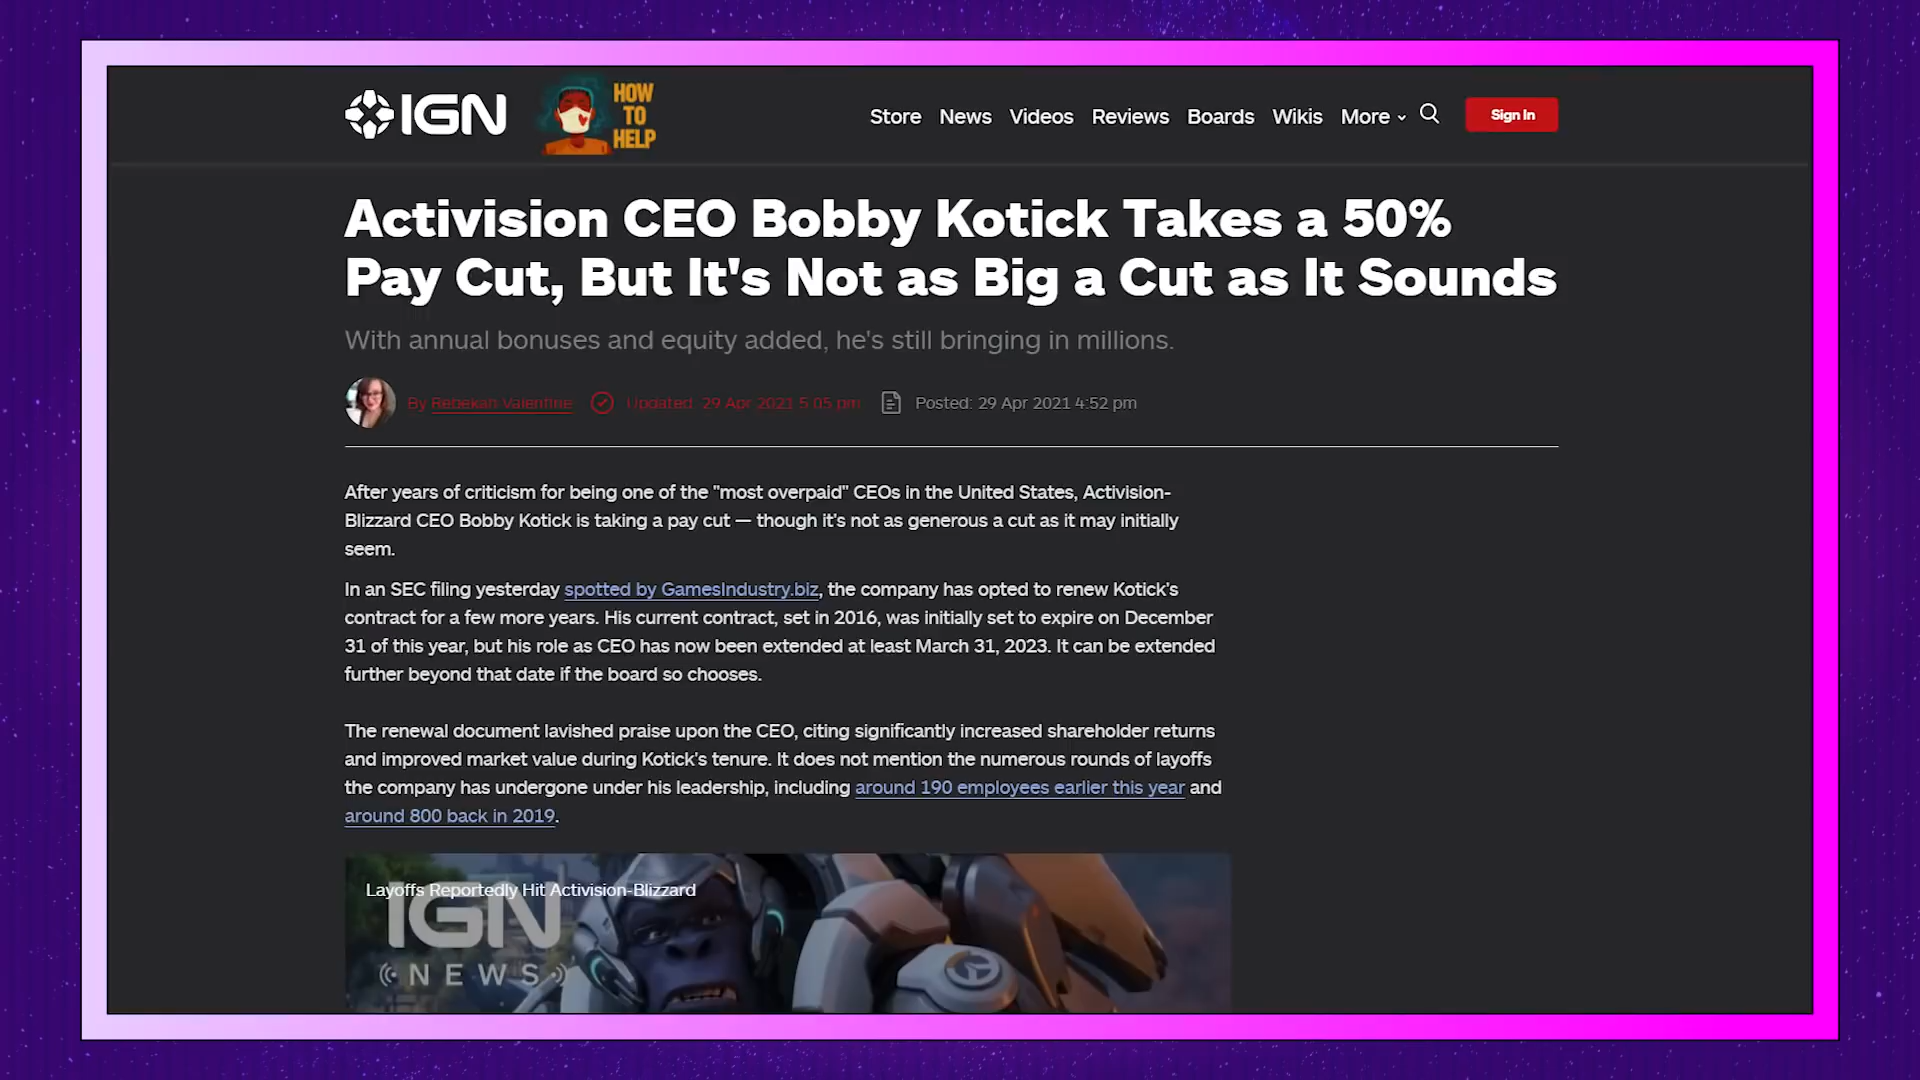 IGN
HOW
TO
HELP
Store News Videos Reviews Boards Wikis More
Sign In
Activision CEO Bobby Kotick Takes a 50%
Pay Cut, But It's Not as Big a Cut as It Sounds
With annual bonuses and equity added, he's still bringing in millions.
By Rebekah Valentine Updated: 29 Apr 2021 5:05 pm Posted: 29 Apr 2021 4:52 pm
After years of criticism for being one of the "most overpaid" CEOs in the United States, Activision-
Blizzard CEO Bobby Kotick is taking a pay cut — though it's not as generous a cut as it may initially
seem.
In an SEC filing yesterday spotted by GamesIndustry.biz, the company has opted to renew Kotick's
contract for a few more years. His current contract, set in 2016, was initially set to expire on December
31 of this year, but his role as CEO has now been extended at least March 31, 2023. It can be extended
further beyond that date if the board so chooses.
The renewal document lavished praise upon the CEO, citing significantly increased shareholder returns
and improved market value during Kotick's tenure. It does not mention the numerous rounds of layoffs
the company has undergone under his leadership, including around 190 employees earlier this year and
around 800 back in 2019.
Layoffs Reportedly Hit Activision-Blizzard
IGN
NEWS